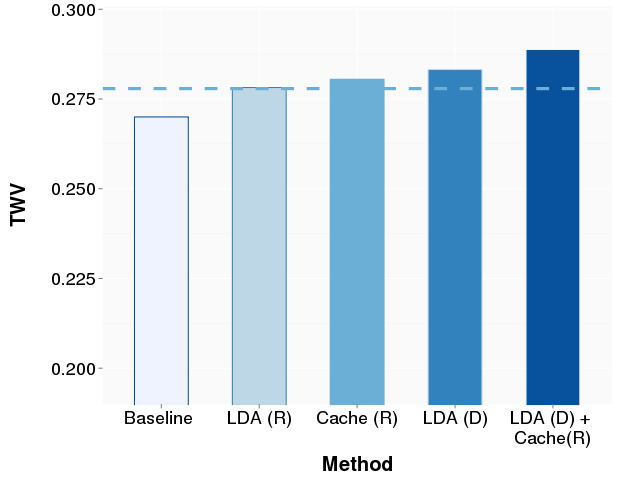 0.300
0.275
0.250
0.225
0.200
TWV
Baseline
LDA (R)
Cache (R)
LDA (D)
LDA (D) +
Cache(R)
Method